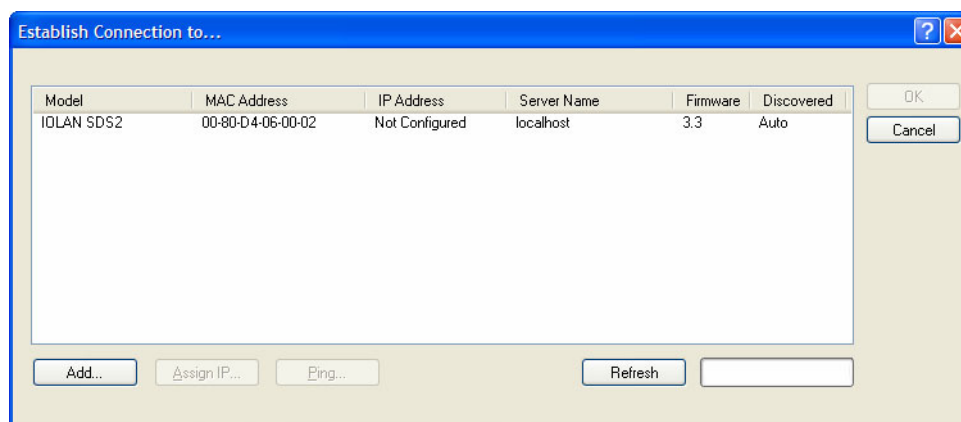 Establish Connection to...
?
Model MAC Address IP Address Server Name Firmware Discovered
IOLAN SDS2 00-80-D4-06-00-02 Not Configured localhost 3.3 Auto
OK
Cancel
Add... Assign IP... Ping... Refresh